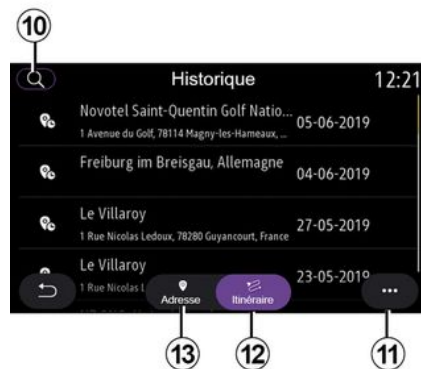 10
Historique 12:21
Novotel Saint-Quentin Golf Natio... 05-06-2019
1 Avenue du Golf, 78114 Magny-les-Hameaux, ...
Freiburg im Breisgau, Allemagne 04-06-2019
Le Villaroy 27-05-2019
1 Rue Nicolas Ledoux, 78280 Guyancourt, France
Le Villaroy 23-05-2019
1 Rue Nicolas L
Adresse Itinéraire ...
13 12 11